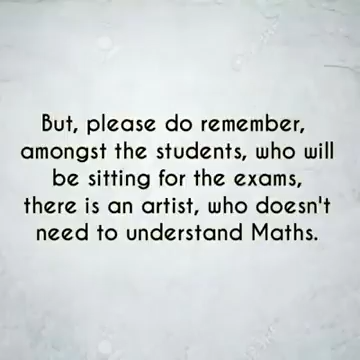 But, please do remember,
amongst the students, who will
be sitting for the exams,
there is an artist, who doesn't
need to understand Maths.